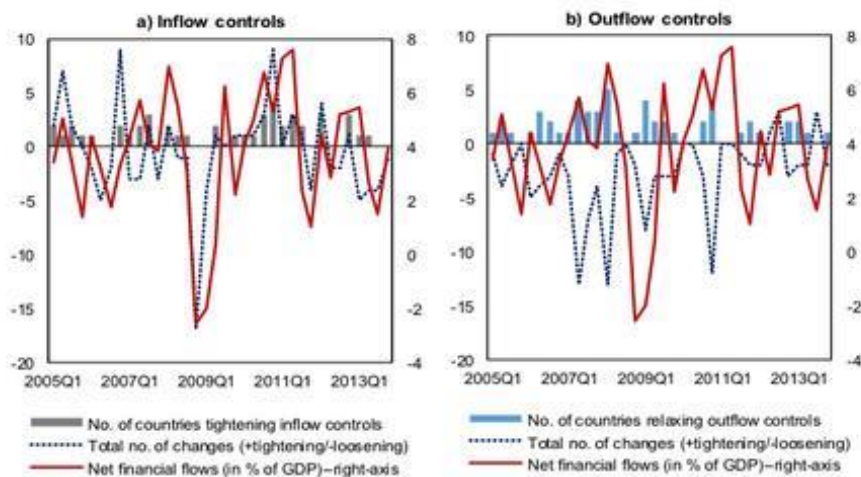 a) Inflow controls
10
5
0
-5
-10
-15
-20
8
6
4
2
0
-2
-4
2005Q1 2007Q1 2009Q1 2011Q1 2013Q1
No. of countries tightening inflow controls
Total no. of changes (+tightening/-loosening)
Net financial flows (in % of GDP)--right-axis
b) Outflow controls
10
5
0
-5
-10
-15
-20
8
6
4
2
0
-2
-4
2005Q1 2007Q1 2009Q1 2011Q1 2013Q1
No. of countries relaxing outflow controls
Total no. of changes (+tightening/-loosening)
Net financial flows (in % of GDP)--right-axis